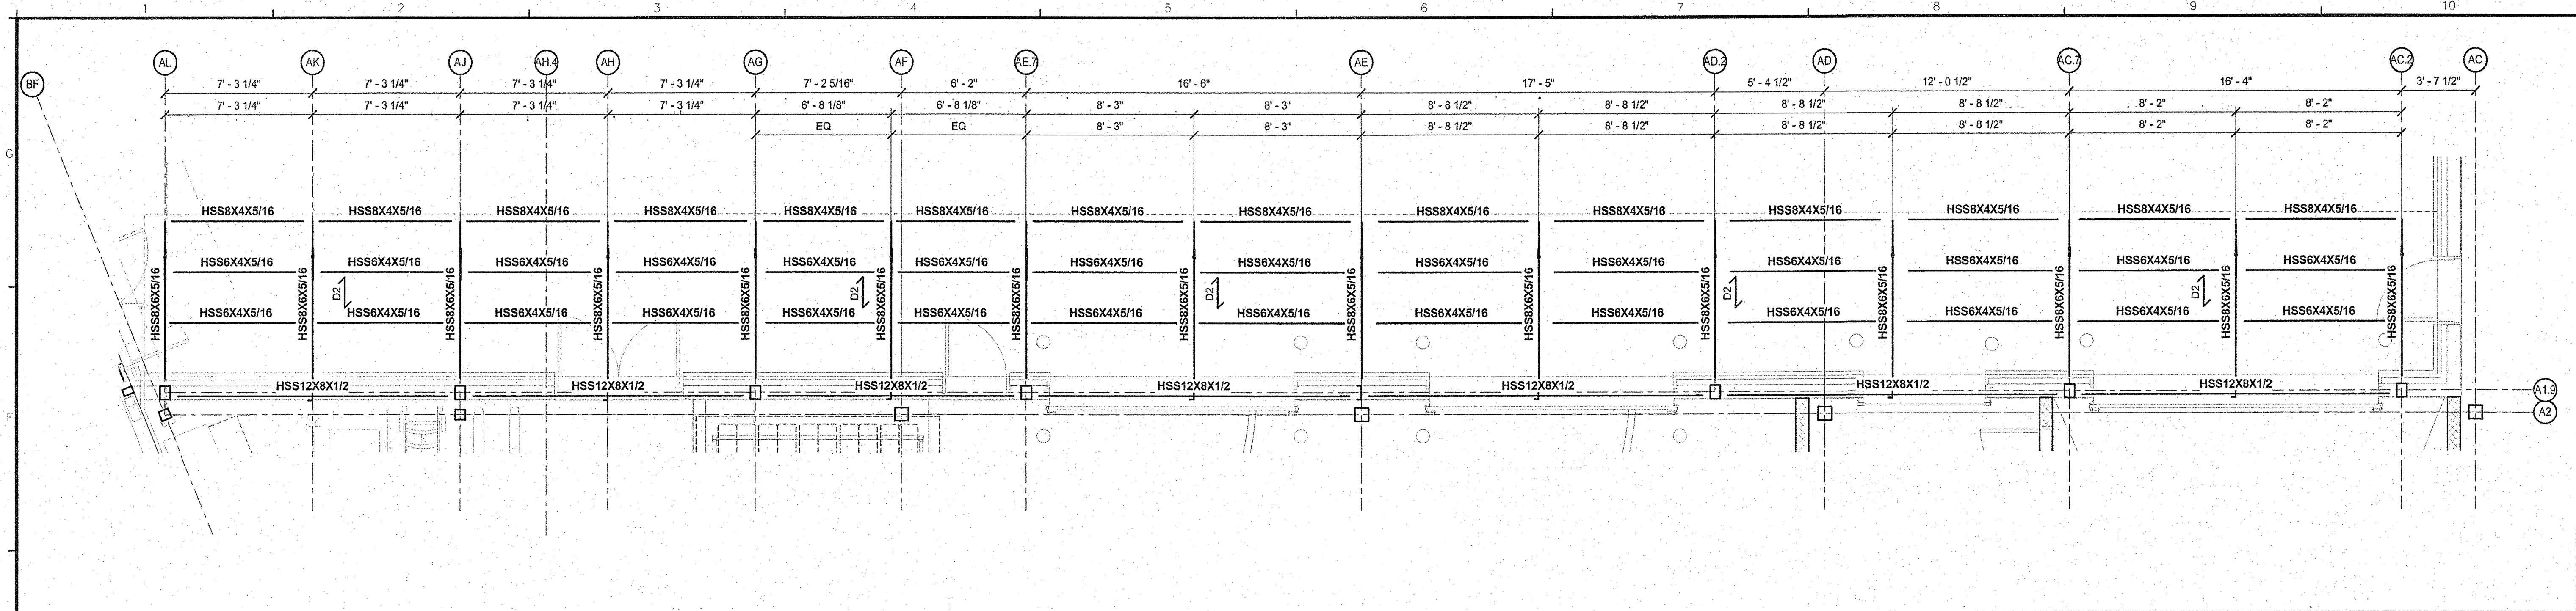 1 2 3 4 5 6 7 8 9 10
AL AK AJ AH.4 AH AG AF AE.7 AE AD.2 AD AC.7 AC.2 AC
BF
7' - 3 1/4" 7' - 3 1/4" 7' - 3 1/4" 7' - 3 1/4" 7' - 2 5/16" 6' - 2" 16' - 6" 17' - 5" 5' - 4 1/2" 12' - 0 1/2" 16' - 4" 3' - 7 1/2"
7' - 3 1/4" 7' - 3 1/4" 7' - 3 1/4" 7' - 3 1/4" 6' - 8 1/8" 6' - 8 1/8" 8' - 3" 8' - 3" 8' - 8 1/2" 8' - 8 1/2" 8' - 8 1/2" 8' - 8 1/2" 8' - 2" 8' - 2"
EQ EQ 8' - 3" 8' - 3" 8' - 8 1/2" 8' - 8 1/2" 8' - 8 1/2" 8' - 8 1/2" 8' - 2" 8' - 2"
G
HSS8X4X5/16 HSS8X4X5/16 HSS8X4X5/16 HSS8X4X5/16 HSS8X4X5/16 HSS8X4X5/16 HSS8X4X5/16 HSS8X4X5/16 HSS8X4X5/16 HSS8X4X5/16 HSS8X4X5/16 HSS8X4X5/16 HSS8X4X5/16 HSS8X4X5/16
HSS6X4X5/16 HSS6X4X5/16 HSS6X4X5/16 HSS6X4X5/16 HSS6X4X5/16 HSS6X4X5/16 HSS6X4X5/16 HSS6X4X5/16 HSS6X4X5/16 HSS6X4X5/16 HSS6X4X5/16 HSS6X4X5/16 HSS6X4X5/16 HSS6X4X5/16
HSS8X6X5/16 HSS8X6X5/16 HSS8X6X5/16 HSS8X6X5/16 HSS8X6X5/16 HSS8X6X5/16 HSS8X6X5/16 HSS8X6X5/16 HSS8X6X5/16 HSS8X6X5/16 HSS8X6X5/16 HSS8X6X5/16 HSS8X6X5/16 HSS8X6X5/16 HSS8X6X5/16
D2 D2 D2 D2 D2
HSS6X4X5/16 HSS6X4X5/16 HSS6X4X5/16 HSS6X4X5/16 HSS6X4X5/16 HSS6X4X5/16 HSS6X4X5/16 HSS6X4X5/16 HSS6X4X5/16 HSS6X4X5/16 HSS6X4X5/16 HSS6X4X5/16 HSS6X4X5/16 HSS6X4X5/16
HSS12X8X1/2 HSS12X8X1/2 HSS12X8X1/2 HSS12X8X1/2 HSS12X8X1/2 HSS12X8X1/2 HSS12X8X1/2
A1.9
F
A2